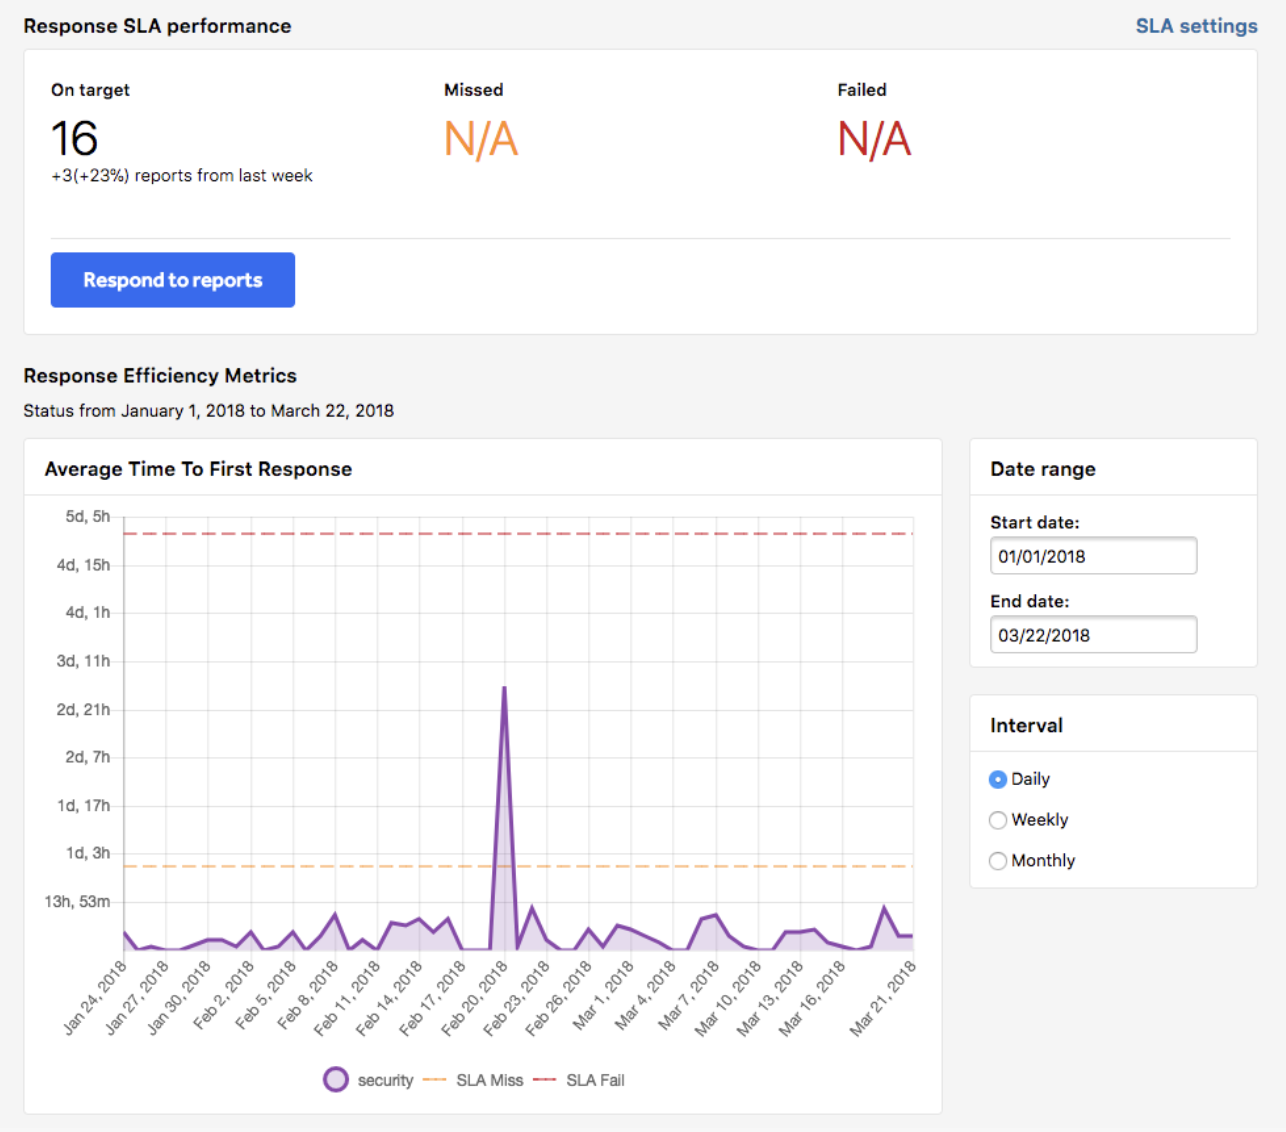 Response SLA performance
SLA settings
On target
Missed
Failed
16
N/A
N/A
+3(+23%) reports from last week
Respond to reports
Response Efficiency Metrics
Status from January 1, 2018 to March 22, 2018
Average Time To First Response
5d, 5h
4d, 15h
4d, 1h
3d, 11h
2d, 21h
2d, 7h
1d, 17h
1d, 3h
13h, 53m
Jan 24, 2018
Jan 27, 2018
Jan 30, 2018
Feb 2, 2018
Feb 5, 2018
Feb 8, 2018
Feb 11, 2018
Feb 14, 2018
Feb 17, 2018
Feb 20, 2018
Feb 23, 2018
Feb 26, 2018
Mar 1, 2018
Mar 4, 2018
Mar 7, 2018
Mar 10, 2018
Mar 13, 2018
Mar 16, 2018
Mar 21, 2018
security
SLA Miss
SLA Fail
Date range
Start date:
01/01/2018
End date:
03/22/2018
Interval
Daily
Weekly
Monthly